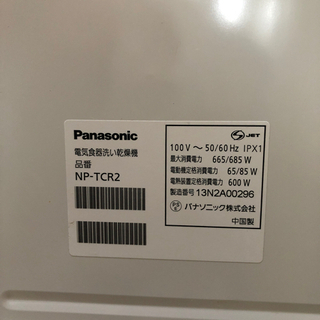 Panasonic
電気食器洗い乾燥機
品番
NP-TCR2
JET
100V～50/60Hz IPX1
最大消費電力 665/685W
電動機定格消費電力 65/85W
電熱装置定格消費電力 600W
製造番号 13N2A00296
パナソニック株式会社
中国製